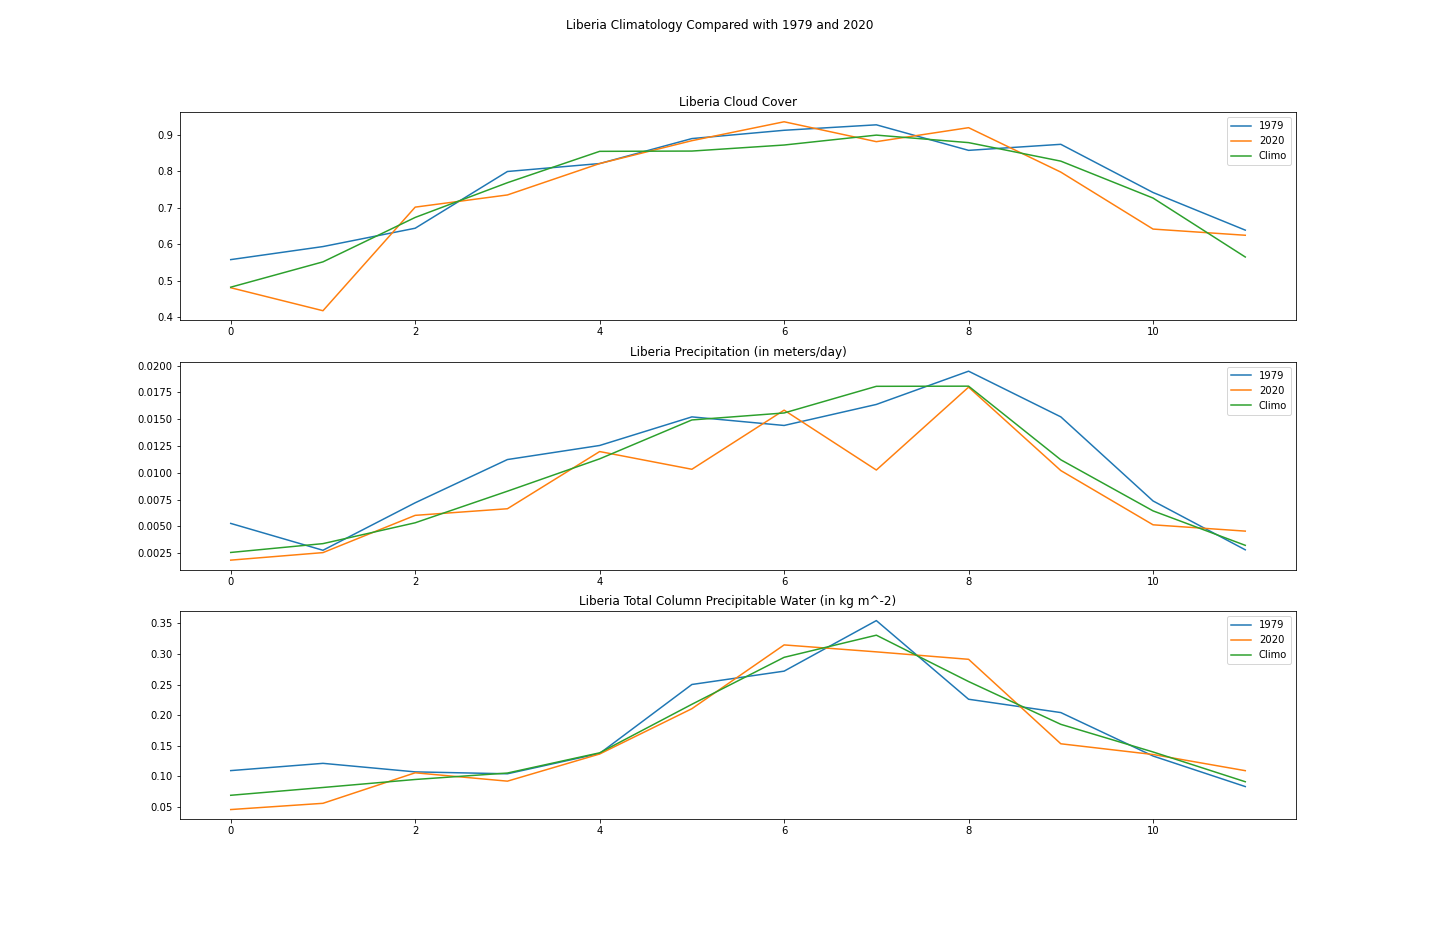 Liberia Climatology Compared with 1979 and 2020
Liberia Cloud Cover
1979
2020
Climo
0.9
0.8
0.7
0.6
0.5
0.4
0 2 4 6 8 10
Liberia Precipitation (in meters/day)
1979
2020
Climo
0.0200
0.0175
0.0150
0.0125
0.0100
0.0075
0.0050
0.0025
0 2 4 6 8 10
Liberia Total Column Precipitable Water (in kg m^-2)
1979
2020
Climo
0.35
0.30
0.25
0.20
0.15
0.10
0.05
0 2 4 6 8 10